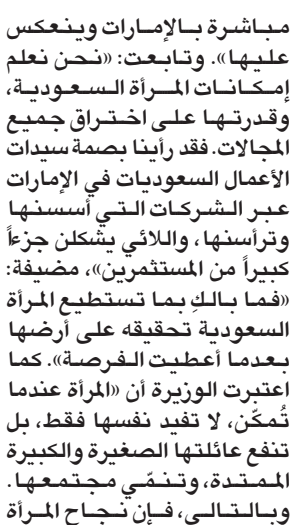 مباشرة بالإمارات وينعكس
عليها». وتابعت: «نحن نعلم
إمكانات المرأة السعودية،
وقدرتها على اختراق جميع
المجالات. فقد رأينا بصمة سيدات
الأعمال السعوديات في الإمارات
عبر الشركات التي أسسنها
وترأسنها، واللائي يشكلن جزءاً
كبيراً من المستثمرين»، مضيفة:
«فما بالكِ بما تستطيع المرأة
السعودية تحقيقه على أرضها
بعدما أعطيت الفرصة». كما
اعتبرت الوزيرة أن «المرأة عندما
تُمكّن، لا تفيد نفسها فقط، بل
تنفع عائلتها الصغيرة والكبيرة
الممتدة، وتنمّي مجتمعها.
وبالتالي، فإن نجاح المرأة